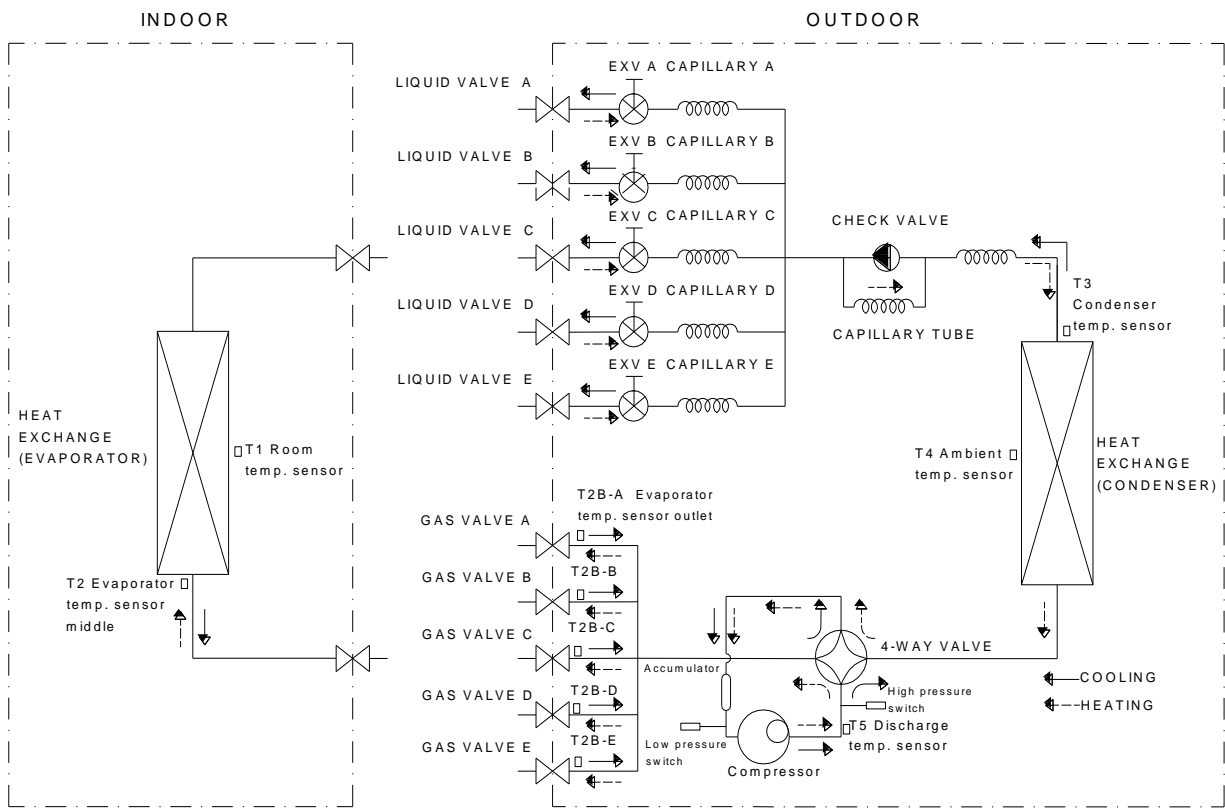 INDOOR
OUTDOOR
EXV A CAPILLARY A
LIQUID VALVE A
EXV B CAPILLARY B
LIQUID VALVE B
EXV C CAPILLARY C
LIQUID VALVE C
CHECK VALVE
T3
Condenser
temp. sensor
EXV D CAPILLARY D
LIQUID VALVE D
CAPILLARY TUBE
EXV E CAPILLARY E
LIQUID VALVE E
HEAT
EXCHANGE
(EVAPORATOR)
T1 Room
temp. sensor
T4 Ambient
temp. sensor
HEAT
EXCHANGE
(CONDENSER)
T2B-A Evaporator
temp. sensor outlet
GAS VALVE A
T2 Evaporator
temp. sensor
middle
T2B-B
GAS VALVE B
T2B-C
GAS VALVE C
Accumulator
4-WAY VALVE
COOLING
HEATING
T2B-D
GAS VALVE D
High pressure
switch
T2B-E
GAS VALVE E
Low pressure
switch
T5 Discharge
temp. sensor
Compressor